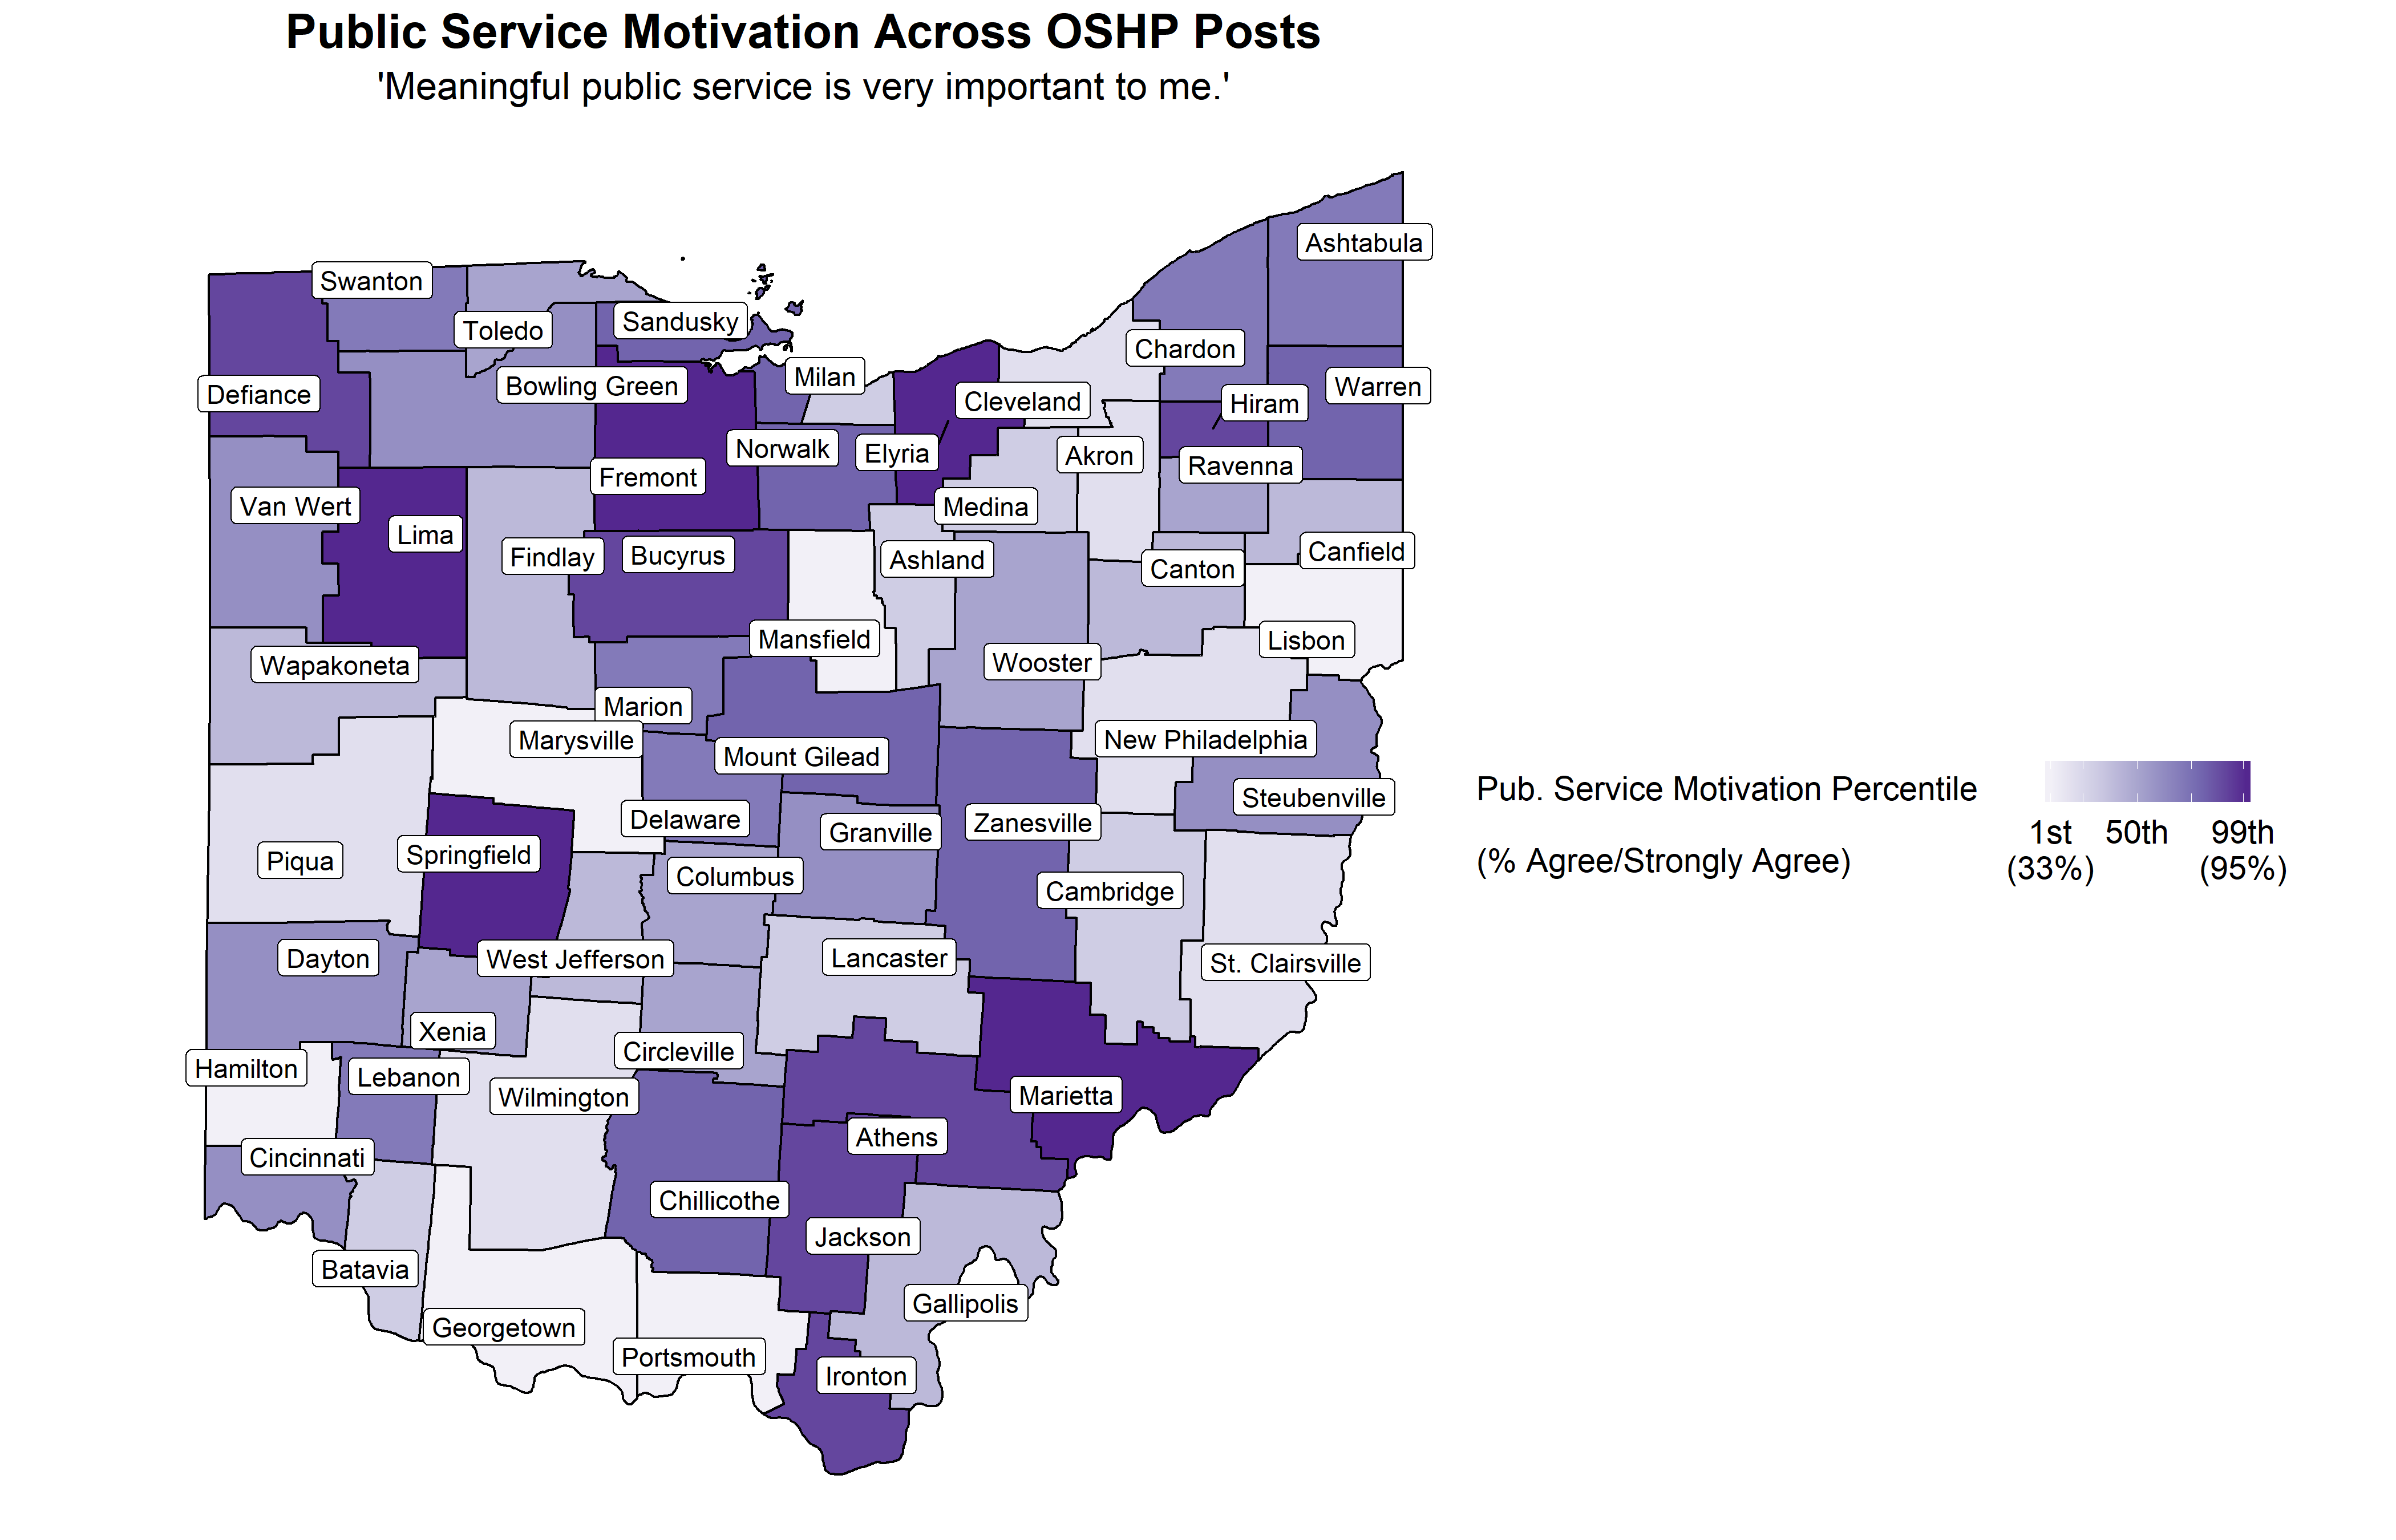 Public Service Motivation Across OSHP Posts
'Meaningful public service is very important to me.'
Ashtabula
Swanton
Sandusky
Toledo
Chardon
Milan
Bowling Green
Warren
Defiance
Cleveland
Hiram
Norwalk
Elyria
Akron
Ravenna
Fremont
Van Wert
Medina
Lima
Findlay
Bucyrus
Ashland
Canfield
Canton
Mansfield
Lisbon
Wapakoneta
Wooster
Marion
Marysville
New Philadelphia
Mount Gilead
Steubenville
Delaware
Granville
Zanesville
Springfield
Piqua
Columbus
Cambridge
Dayton
West Jefferson
Lancaster
St. Clairsville
Xenia
Circleville
Hamilton
Lebanon
Wilmington
Marietta
Athens
Cincinnati
Chillicothe
Jackson
Batavia
Gallipolis
Georgetown
Portsmouth
Ironton
Pub. Service Motivation Percentile
(% Agree/Strongly Agree)
1st 50th 99th
(33%) (95%)